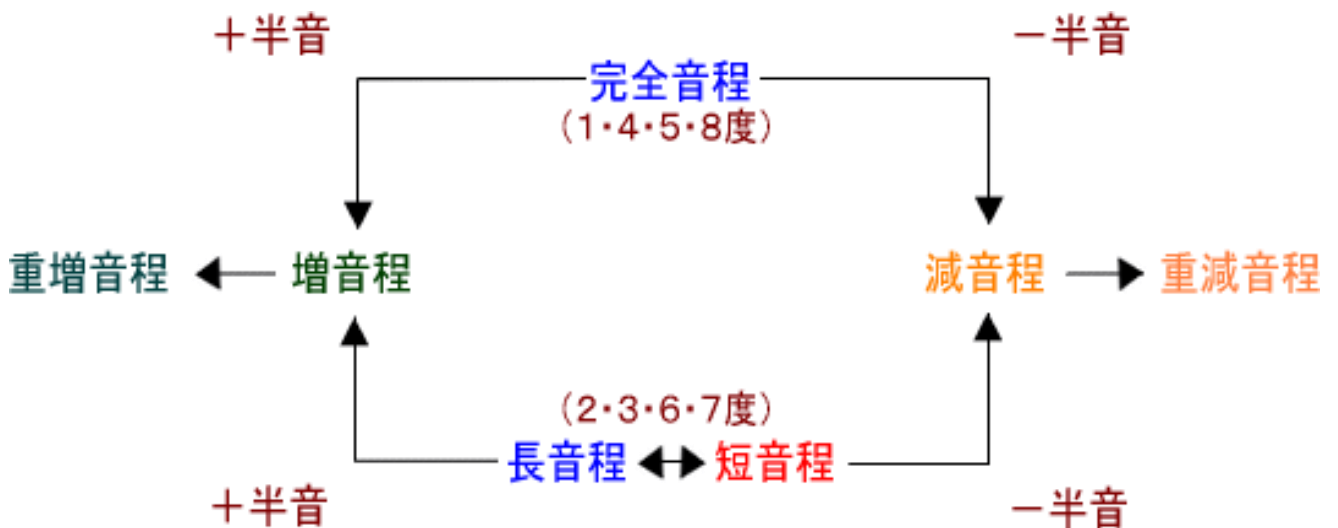 ＋半音
－半音
完全音程
（1・4・5・8度）
重増音程
増音程
減音程
重減音程
（2・3・6・7度）
長音程
短音程
＋半音
－半音